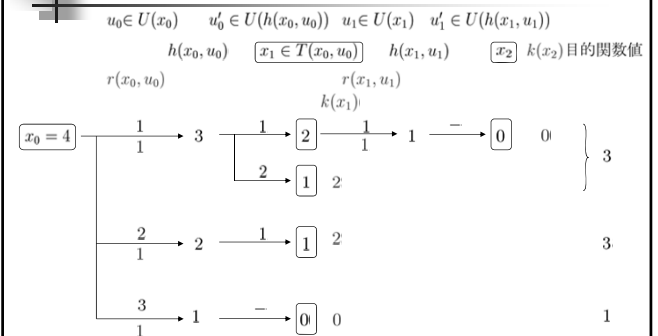 u₀∈ U(x₀) u′₀ ∈ U(h(x₀, u₀)) u₁∈ U(x₁) u′₁ ∈ U(h(x₁, u₁))
h(x₀, u₀) x₁ ∈ T(x₀, u₀) h(x₁, u₁) x₂ k(x₂)目的関数値
r(x₀, u₀) r(x₁, u₁)
k(x₁)
x₀ = 4 1 3 1 2 1 1 − 0 0 3
1 1
2 1 2
2 2 1 1 2 3
1
3 1 − 0 0 1
1